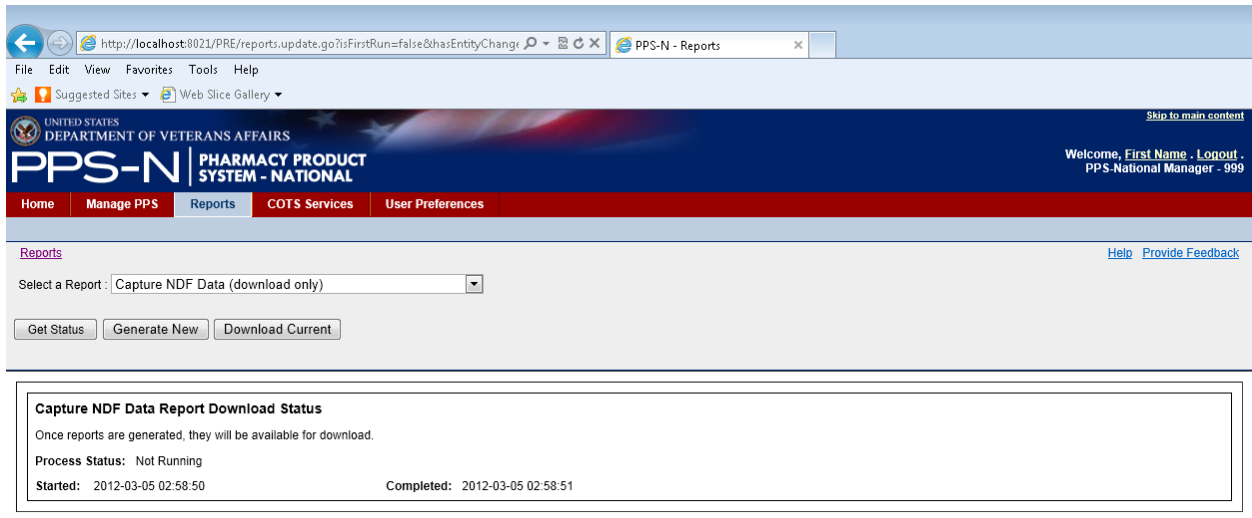 http://localhost:8021/PRE/reports.update.go?isFirstRun=false&hasEntityChange
PPS-N - Reports
File Edit View Favorites Tools Help
Suggested Sites Web Slice Gallery
Skip to main content
UNITED STATES
DEPARTMENT OF VETERANS AFFAIRS
PPS-N PHARMACY PRODUCT
SYSTEM - NATIONAL
Welcome, First Name . Logout .
PPS-National Manager - 999
Home Manage PPS Reports COTS Services User Preferences
Reports Help Provide Feedback
Select a Report : Capture NDF Data (download only)
Get Status Generate New Download Current
Capture NDF Data Report Download Status
Once reports are generated, they will be available for download.
Process Status: Not Running
Started: 2012-03-05 02:58:50 Completed: 2012-03-05 02:58:51